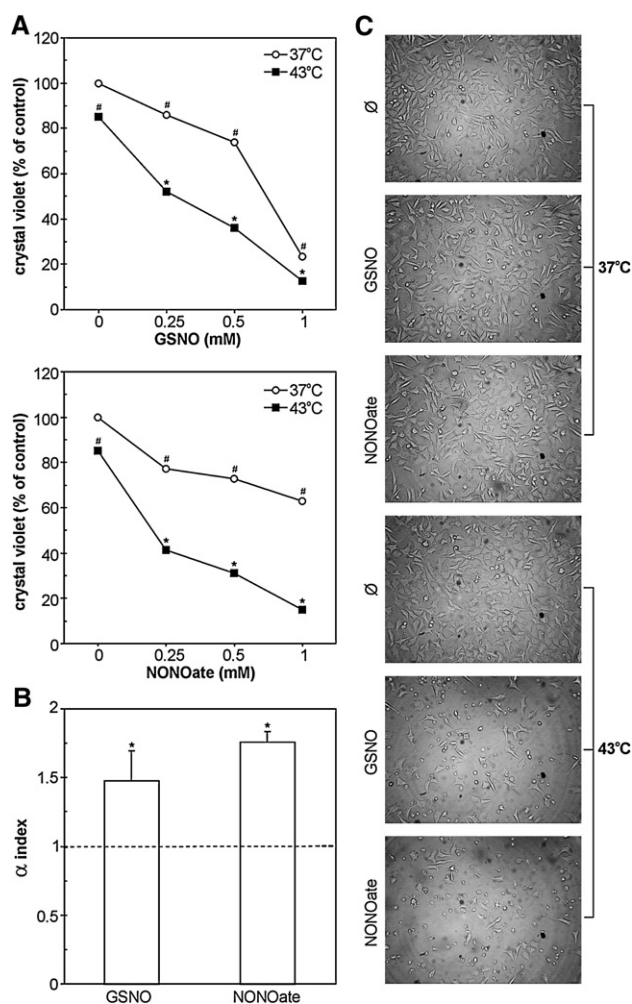 A
120
100
80
60
40
20
0
crystal violet (% of control)
37°C
43°C
#
#
#
#
*
*
*
0 0.25 0.5 1
GSNO (mM)
120
100
80
60
40
20
0
crystal violet (% of control)
37°C
43°C
#
#
#
#
*
*
*
0 0.25 0.5 1
NONOate (mM)
B
2
1.5
1
0.5
0
α index
*
*
GSNO NONOate
C
Ø
GSNO
NONOate
37°C
Ø
GSNO
NONOate
43°C